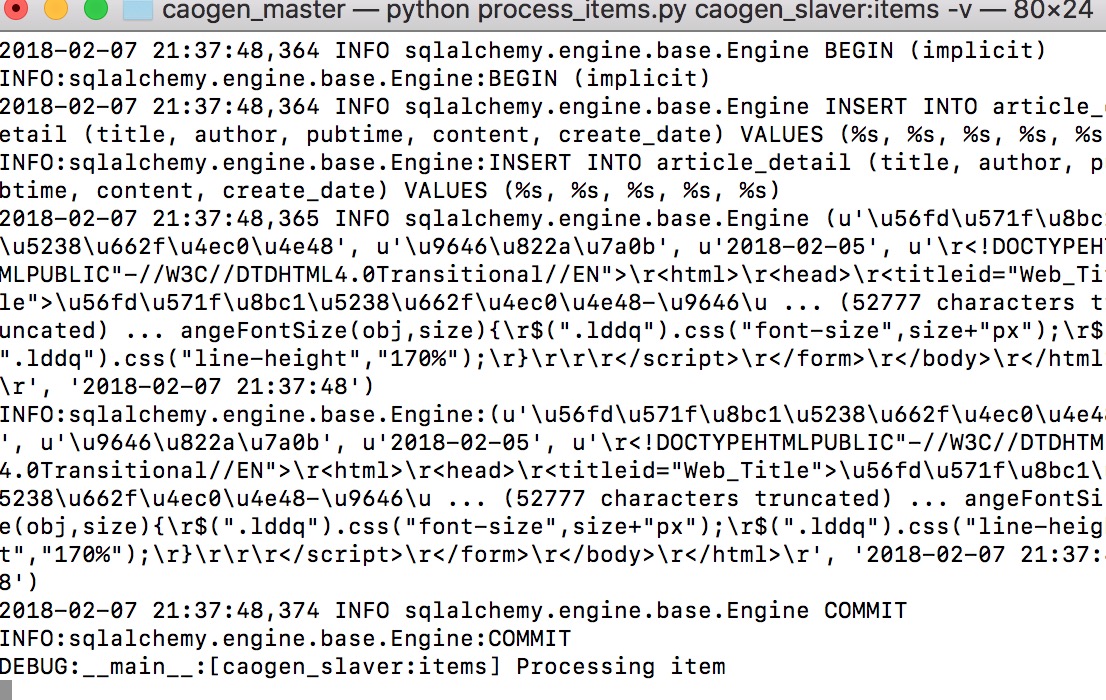 caogen_master — python process_items.py caogen_slaver:items -v — 80×24
2018-02-07 21:37:48,364 INFO sqlalchemy.engine.base.Engine BEGIN (implicit)
INFO:sqlalchemy.engine.base.Engine:BEGIN (implicit)
2018-02-07 21:37:48,364 INFO sqlalchemy.engine.base.Engine INSERT INTO article_
etail (title, author, pubtime, content, create_date) VALUES (%s, %s, %s, %s, %s
INFO:sqlalchemy.engine.base.Engine:INSERT INTO article_detail (title, author, p
btime, content, create_date) VALUES (%s, %s, %s, %s, %s)
2018-02-07 21:37:48,365 INFO sqlalchemy.engine.base.Engine (u'\u56fd\u571f\u8bc
\u5238\u662f\u4ec0\u4e48', u'\u9646\u822a\u7a0b', u'2018-02-05', u'\r<!DOCTYPEH
MLPUBLIC"-//W3C//DTDHTML4.0Transitional//EN">\r<html>\r<head>\r<titleid="Web_Ti
le">\u56fd\u571f\u8bc1\u5238\u662f\u4ec0\u4e48-\u9646\u ... (52777 characters t
uncated) ... angeFontSize(obj,size){\r$(".lddq").css("font-size",size+"px");\r$
".lddq").css("line-height","170%");\r}\r\r\r</script>\r</form>\r</body>\r</html
\r', '2018-02-07 21:37:48')
INFO:sqlalchemy.engine.base.Engine:(u'\u56fd\u571f\u8bc1\u5238\u662f\u4ec0\u4e4
', u'\u9646\u822a\u7a0b', u'2018-02-05', u'\r<!DOCTYPEHTMLPUBLIC"-//W3C//DTDHTM
4.0Transitional//EN">\r<html>\r<head>\r<titleid="Web_Title">\u56fd\u571f\u8bc1\
5238\u662f\u4ec0\u4e48-\u9646\u ... (52777 characters truncated) ... angeFontSi
e(obj,size){\r$(".lddq").css("font-size",size+"px");\r$(".lddq").css("line-heig
t","170%");\r}\r\r\r</script>\r</form>\r</body>\r</html>\r', '2018-02-07 21:37:
8')
2018-02-07 21:37:48,374 INFO sqlalchemy.engine.base.Engine COMMIT
INFO:sqlalchemy.engine.base.Engine:COMMIT
DEBUG:__main__:[caogen_slaver:items] Processing item